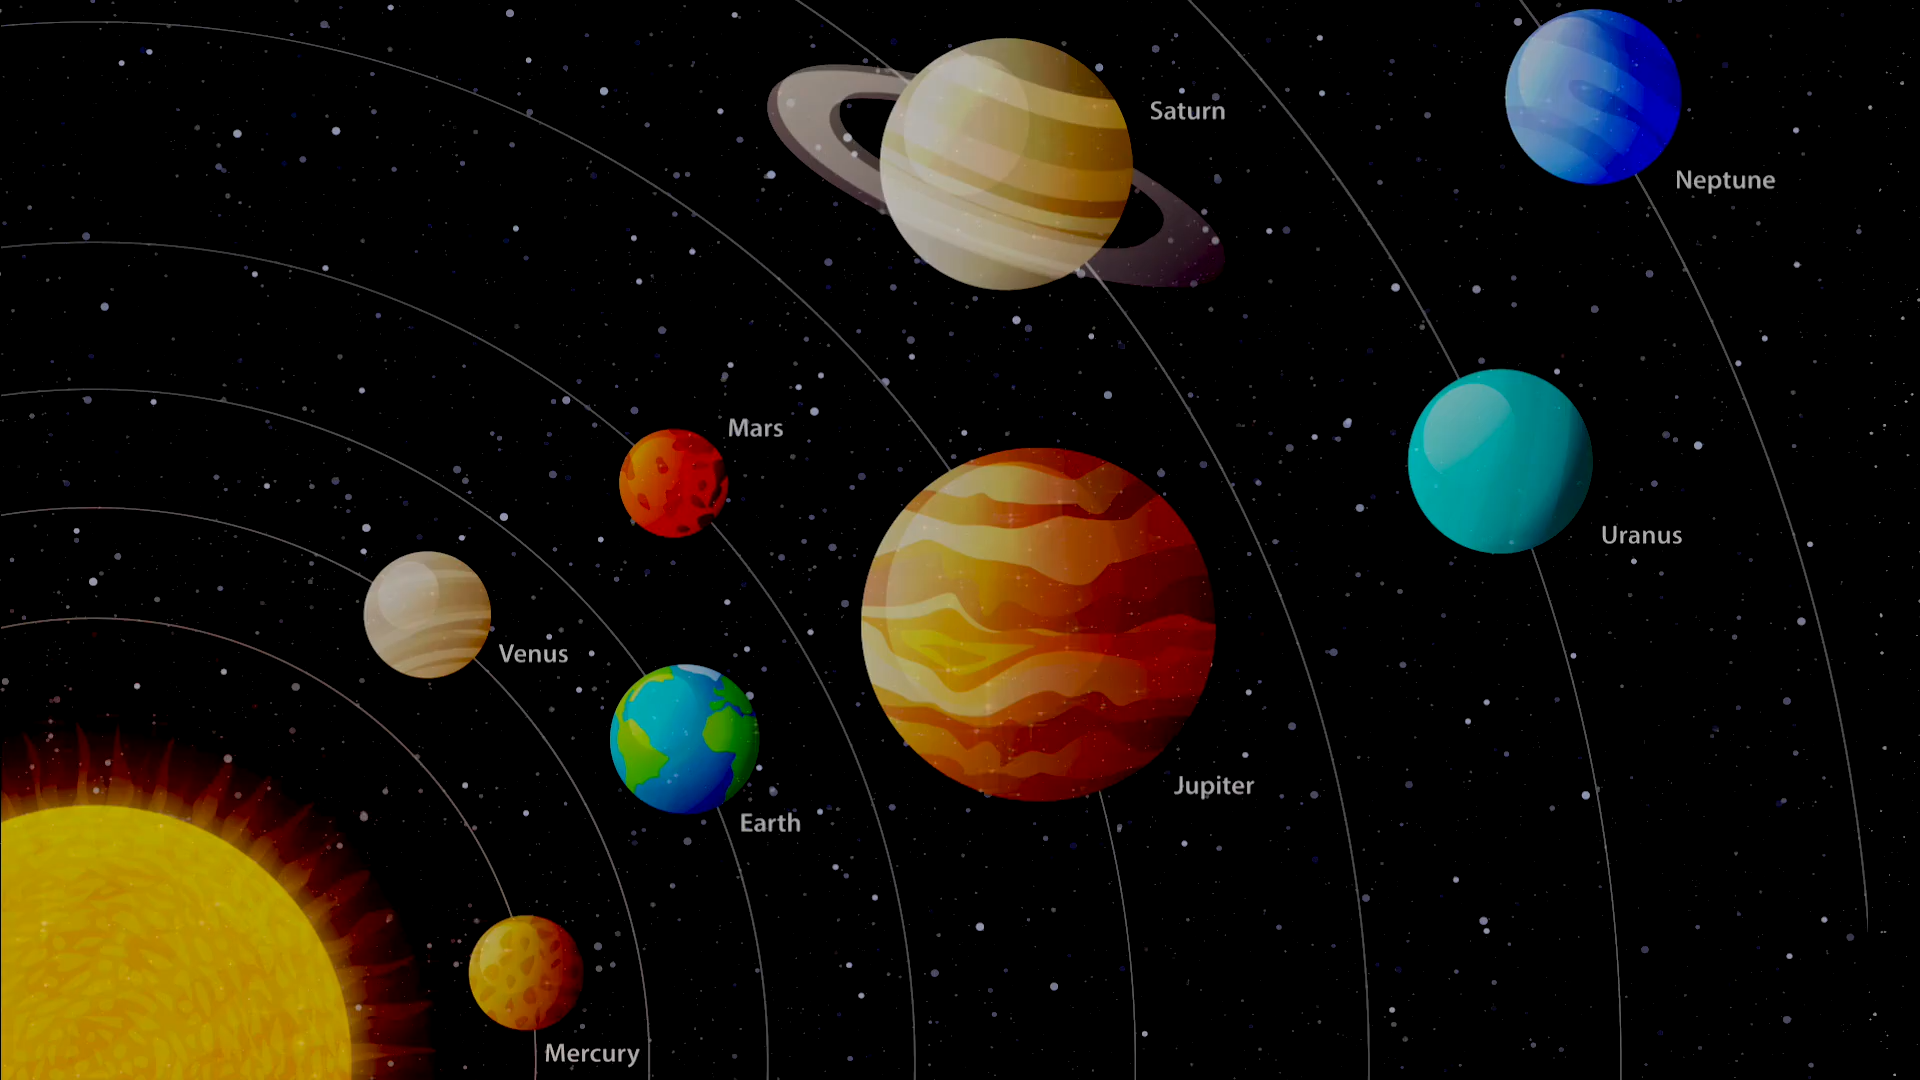 Saturn
Neptune
Mars
Uranus
Venus
Jupiter
Earth
Mercury